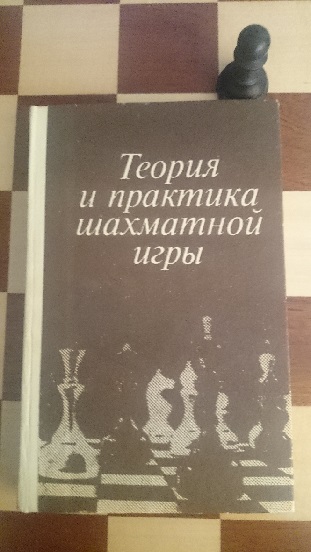 Теория
и практика
шахматной
игры